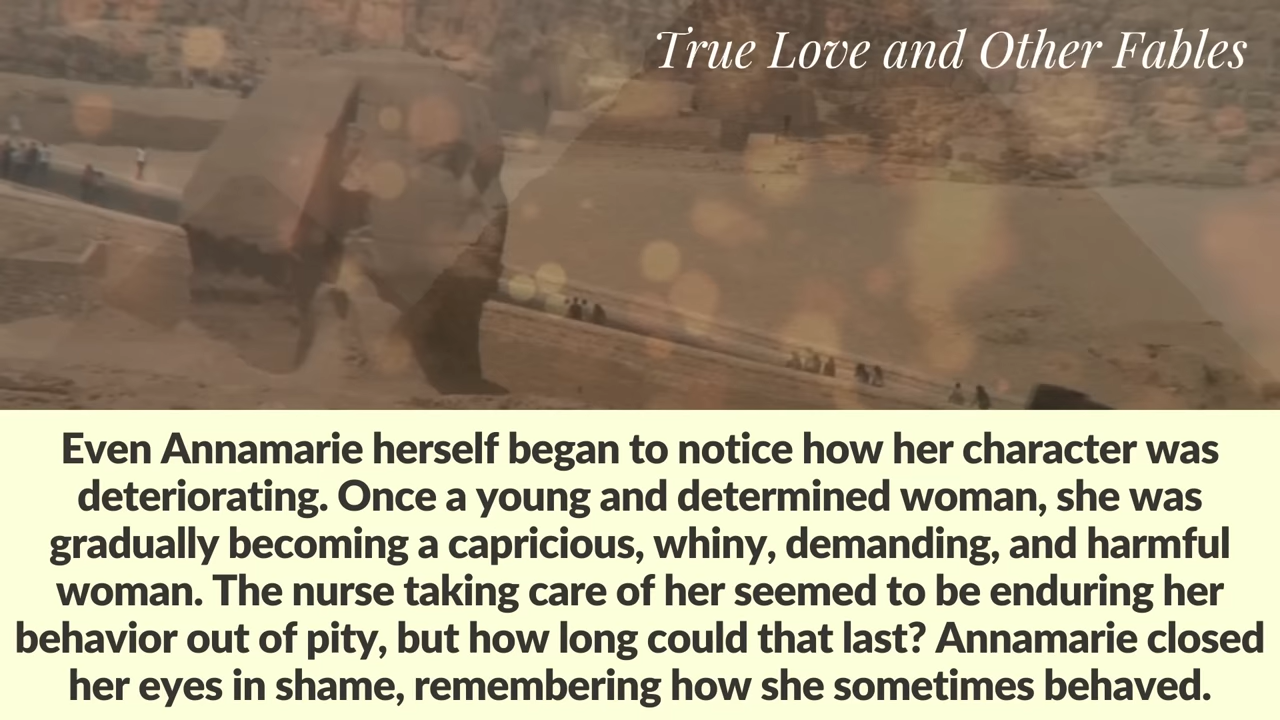 True Love and Other Fables
Even Annamarie herself began to notice how her character was
deteriorating. Once a young and determined woman, she was
gradually becoming a capricious, whiny, demanding, and harmful
woman. The nurse taking care of her seemed to be enduring her
behavior out of pity, but how long could that last? Annamarie closed
her eyes in shame, remembering how she sometimes behaved.